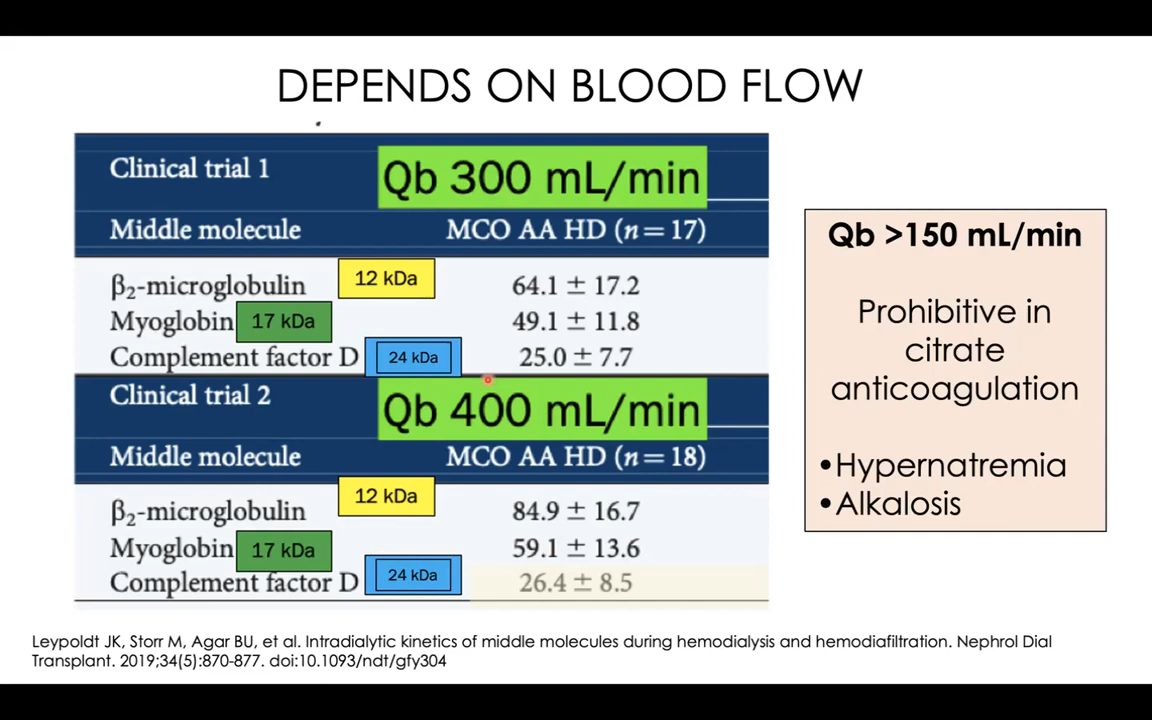 DEPENDS ON BLOOD FLOW
Clinical trial 1
Qb 300 mL/min
Middle molecule MCO AA HD (n=17)
β2-microglobulin 12 kDa 64.1 ± 17.2
Myoglobin 17 kDa 49.1 ± 11.8
Complement factor D 24 kDa 25.0 ± 7.7
Clinical trial 2
Qb 400 mL/min
Middle molecule MCO AA HD (n=18)
β2-microglobulin 12 kDa 84.9 ± 16.7
Myoglobin 17 kDa 59.1 ± 13.6
Complement factor D 24 kDa 26.4 ± 8.5
Qb >150 mL/min
Prohibitive in
citrate
anticoagulation
•Hypernatremia
•Alkalosis
Leypoldt JK, Storr M, Agar BU, et al. Intradialytic kinetics of middle molecules during hemodialysis and hemodiafiltration. Nephrol Dial
Transplant. 2019;34(5):870-877. doi:10.1093/ndt/gfy304